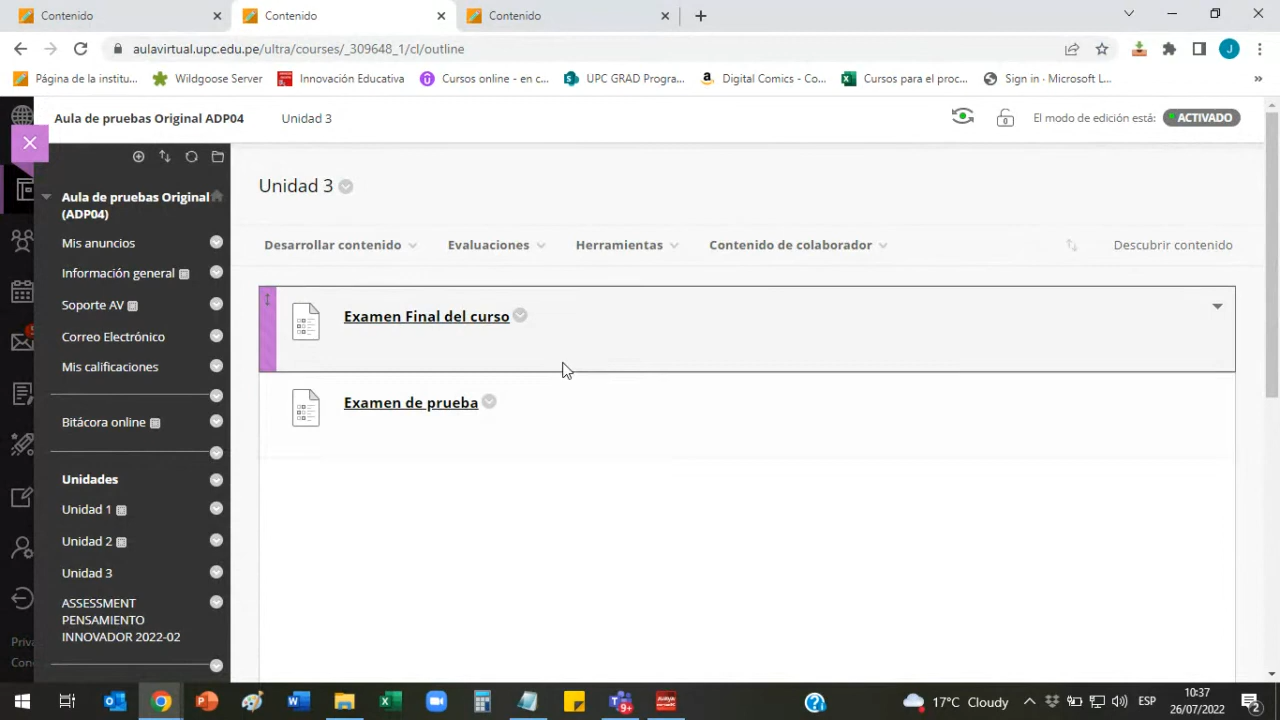 Contenido
Contenido
Contenido
aulavirtual.upc.edu.pe/ultra/courses/_309648_1/cl/outline
J
Página de la institu...
Wildgoose Server
Innovación Educativa
Cursos online - en c...
UPC GRAD Progra...
Digital Comics - Co...
Cursos para el proc...
Sign in · Microsoft L...
»
Aula de pruebas Original ADP04
Unidad 3
El modo de edición está:
ACTIVADO
Aula de pruebas Original
(ADP04)
Mis anuncios
Información general
Soporte AV
Correo Electrónico
Mis calificaciones
Bitácora online
Unidades
Unidad 1
Unidad 2
Unidad 3
ASSESSMENT
PENSAMIENTO
INNOVADOR 2022-02
Priva
Cond
Unidad 3
Desarrollar contenido
Evaluaciones
Herramientas
Contenido de colaborador
Descubrir contenido
Examen Final del curso
Examen de prueba
9+
17°C Cloudy
ESP
10:37
26/07/2022
2